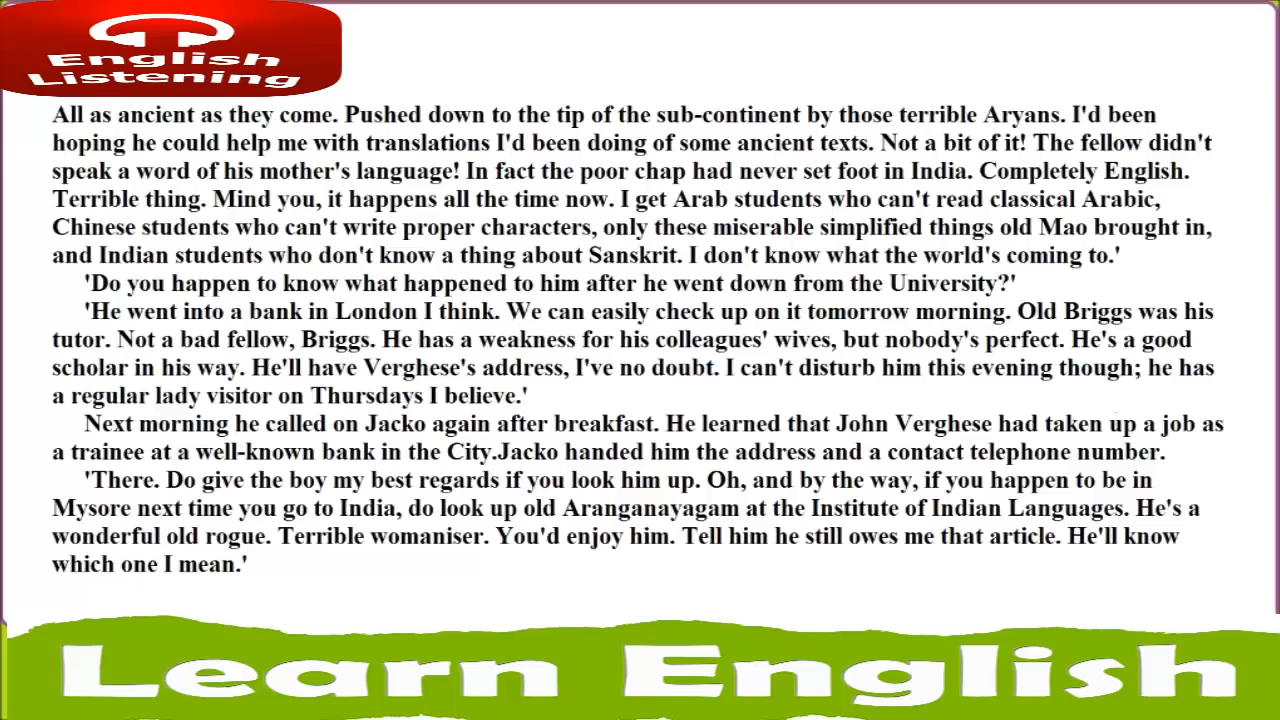 English
Listening
All as ancient as they come. Pushed down to the tip of the sub-continent by those terrible Aryans. I'd been
hoping he could help me with translations I'd been doing of some ancient texts. Not a bit of it! The fellow didn't
speak a word of his mother's language! In fact the poor chap had never set foot in India. Completely English.
Terrible thing. Mind you, it happens all the time now. I get Arab students who can't read classical Arabic,
Chinese students who can't write proper characters, only these miserable simplified things old Mao brought in,
and Indian students who don't know a thing about Sanskrit. I don't know what the world's coming to.'
'Do you happen to know what happened to him after he went down from the University?'
'He went into a bank in London I think. We can easily check up on it tomorrow morning. Old Briggs was his
tutor. Not a bad fellow, Briggs. He has a weakness for his colleagues' wives, but nobody's perfect. He's a good
scholar in his way. He'll have Verghese's address, I've no doubt. I can't disturb him this evening though; he has
a regular lady visitor on Thursdays I believe.'
Next morning he called on Jacko again after breakfast. He learned that John Verghese had taken up a job as
a trainee at a well-known bank in the City.Jacko handed him the address and a contact telephone number.
'There. Do give the boy my best regards if you look him up. Oh, and by the way, if you happen to be in
Mysore next time you go to India, do look up old Aranganayagam at the Institute of Indian Languages. He's a
wonderful old rogue. Terrible womaniser. You'd enjoy him. Tell him he still owes me that article. He'll know
which one I mean.'
Learn English